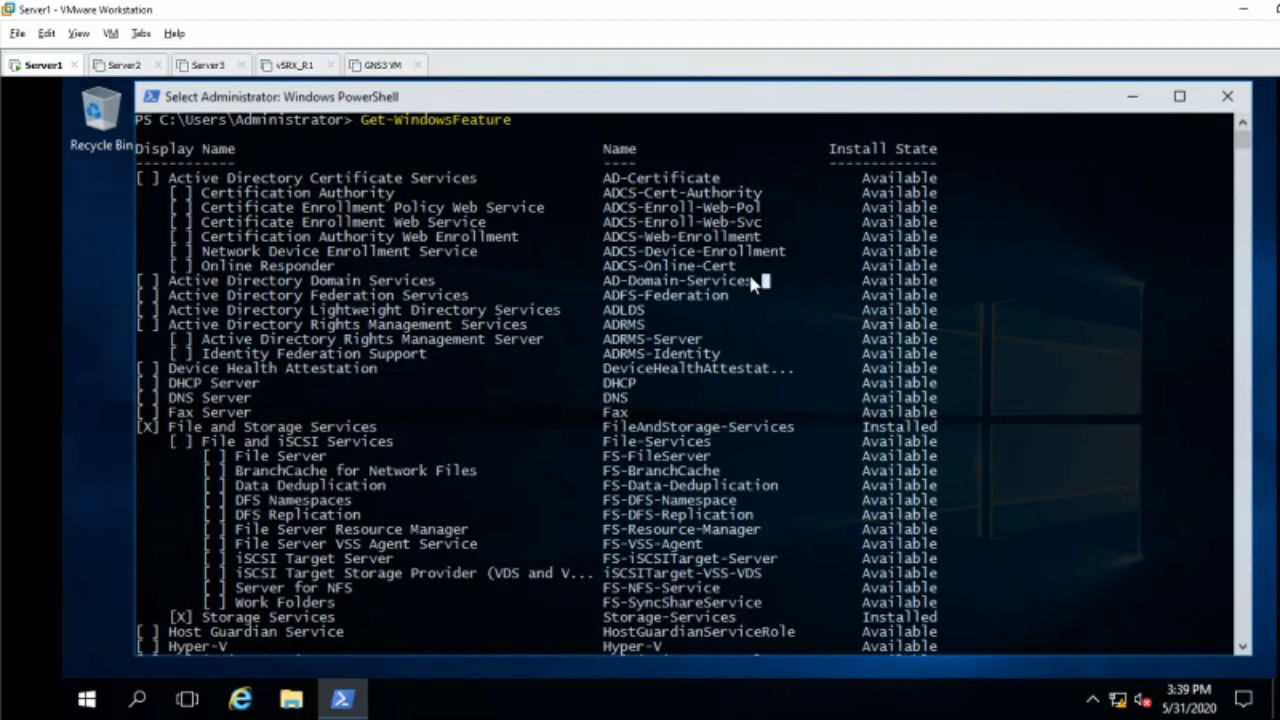 Server1 - VMware Workstation
File Edit View VM Tabs Help
Server1 Server2 Server3 vSRX_R1 GNS3 VM
Recycle Bin
Select Administrator: Windows PowerShell
PS C:\Users\Administrator> Get-WindowsFeature
Display Name Name Install State
------------ ---- -------------
[ ] Active Directory Certificate Services AD-Certificate Available
[ ] Certification Authority ADCS-Cert-Authority Available
[ ] Certificate Enrollment Policy Web Service ADCS-Enroll-Web-Pol Available
[ ] Certificate Enrollment Web Service ADCS-Enroll-Web-Svc Available
[ ] Certification Authority Web Enrollment ADCS-Web-Enrollment Available
[ ] Network Device Enrollment Service ADCS-Device-Enrollment Available
[ ] Online Responder ADCS-Online-Cert Available
[ ] Active Directory Domain Services AD-Domain-Services Available
[ ] Active Directory Federation Services ADFS-Federation Available
[ ] Active Directory Lightweight Directory Services ADLDS Available
[ ] Active Directory Rights Management Services ADRMS Available
[ ] Active Directory Rights Management Server ADRMS-Server Available
[ ] Identity Federation Support ADRMS-Identity Available
[ ] Device Health Attestation DeviceHealthAttestat... Available
[ ] DHCP Server DHCP Available
[ ] DNS Server DNS Available
[ ] Fax Server Fax Available
[X] File and Storage Services FileAndStorage-Services Installed
[ ] File and iSCSI Services File-Services Available
[ ] File Server FS-FileServer Available
[ ] BranchCache for Network Files FS-BranchCache Available
[ ] Data Deduplication FS-Data-Deduplication Available
[ ] DFS Namespaces FS-DFS-Namespace Available
[ ] DFS Replication FS-DFS-Replication Available
[ ] File Server Resource Manager FS-Resource-Manager Available
[ ] File Server VSS Agent Service FS-VSS-Agent Available
[ ] iSCSI Target Server FS-iSCSITarget-Server Available
[ ] iSCSI Target Storage Provider (VDS and V... iSCSITarget-VSS-VDS Available
[ ] Server for NFS FS-NFS-Service Available
[ ] Work Folders FS-SyncShareService Available
[X] Storage Services Storage-Services Installed
[ ] Host Guardian Service HostGuardianServiceRole Available
[ ] Hyper-V Hyper-V Available
3:39 PM
5/31/2020